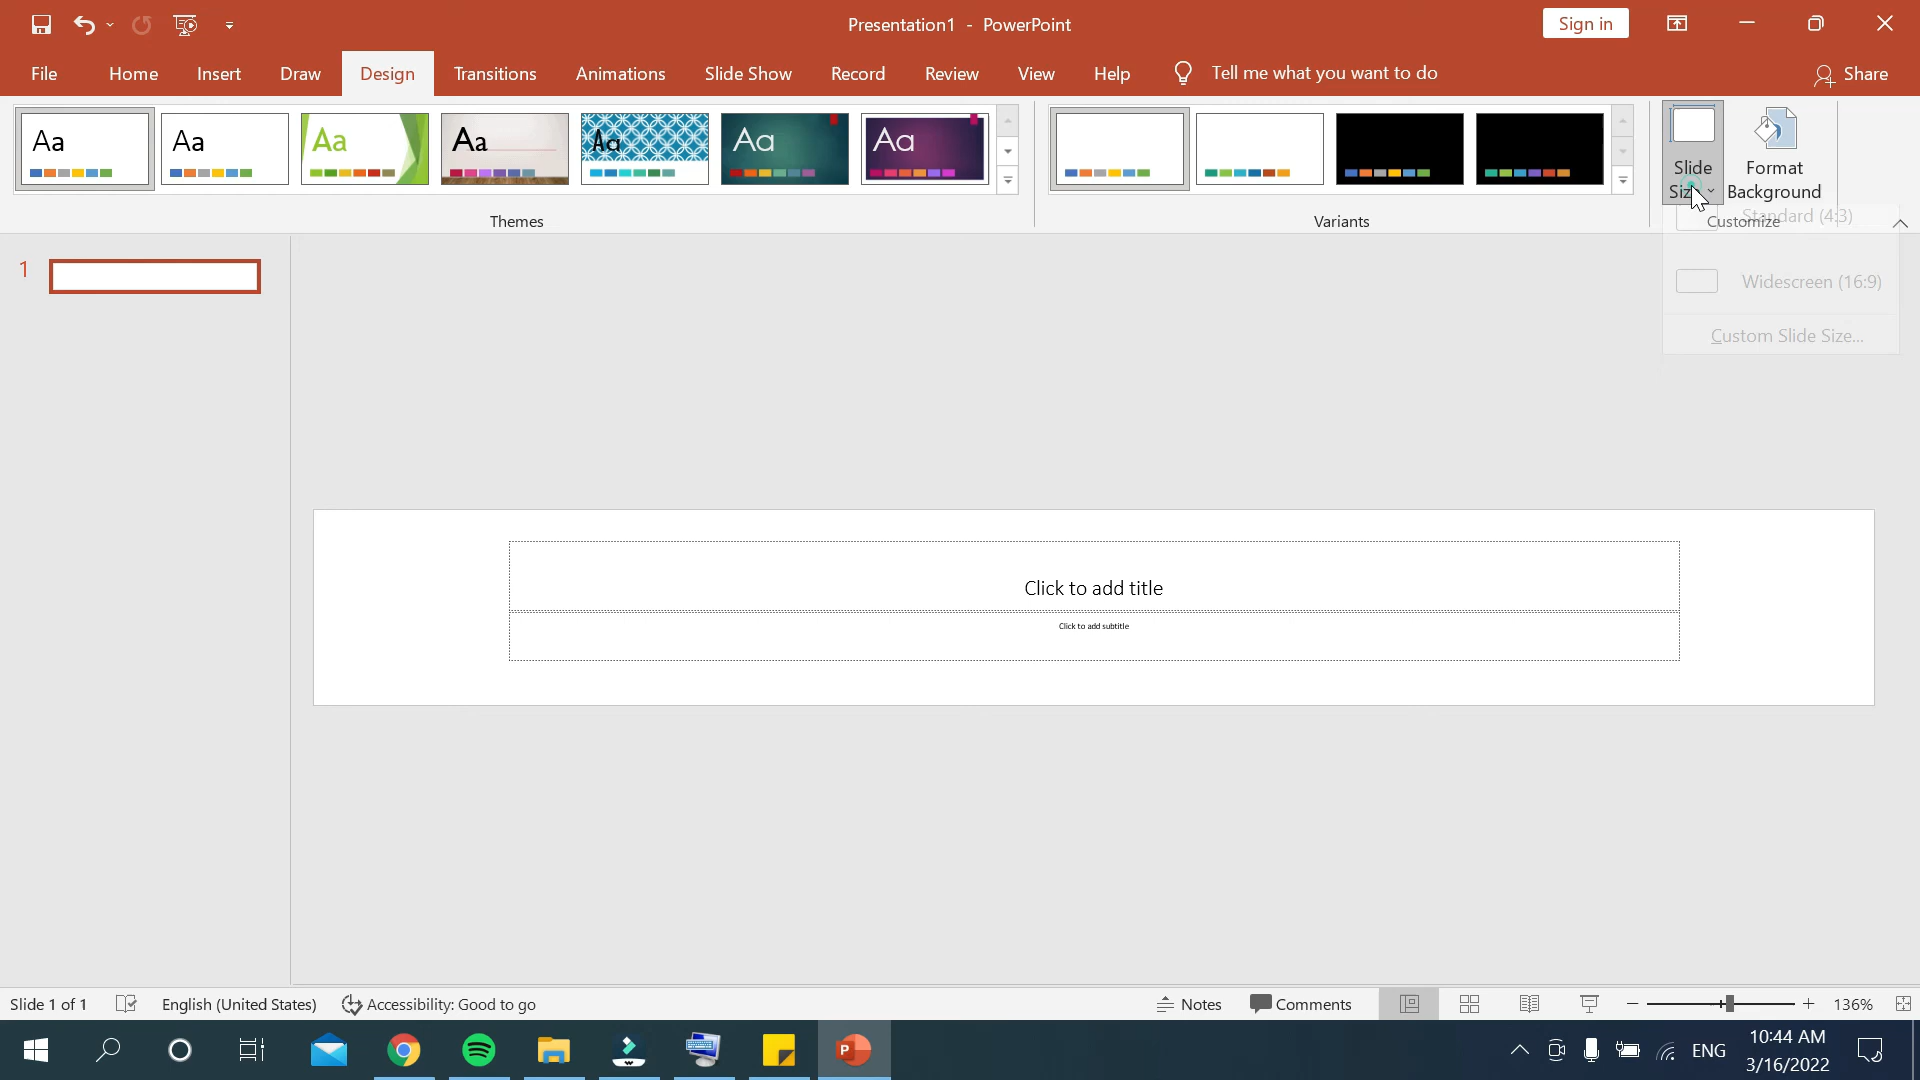 Presentation1 - PowerPoint
Sign in
File Home Insert Draw Design Transitions Animations Slide Show Record Review View Help Tell me what you want to do Share
Aa Aa Aa Aa Aa Aa Aa
Slide
Size
Format
Background
Themes
Variants
Customize
Standard (4:3)
Widescreen (16:9)
Custom Slide Size...
1
Click to add title
Click to add subtitle
Slide 1 of 1 English (United States) Accessibility: Good to go Notes Comments 136%
ENG
10:44 AM
3/16/2022